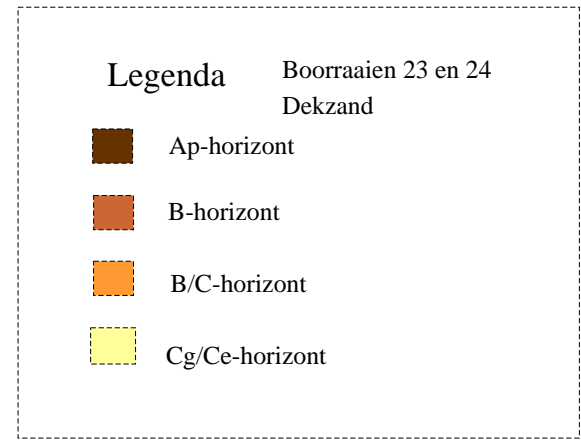 Legenda
Boorraaien 23 en 24
Dekzand
Ap-horizont
B-horizont
B/C-horizont
Cg/Ce-horizont